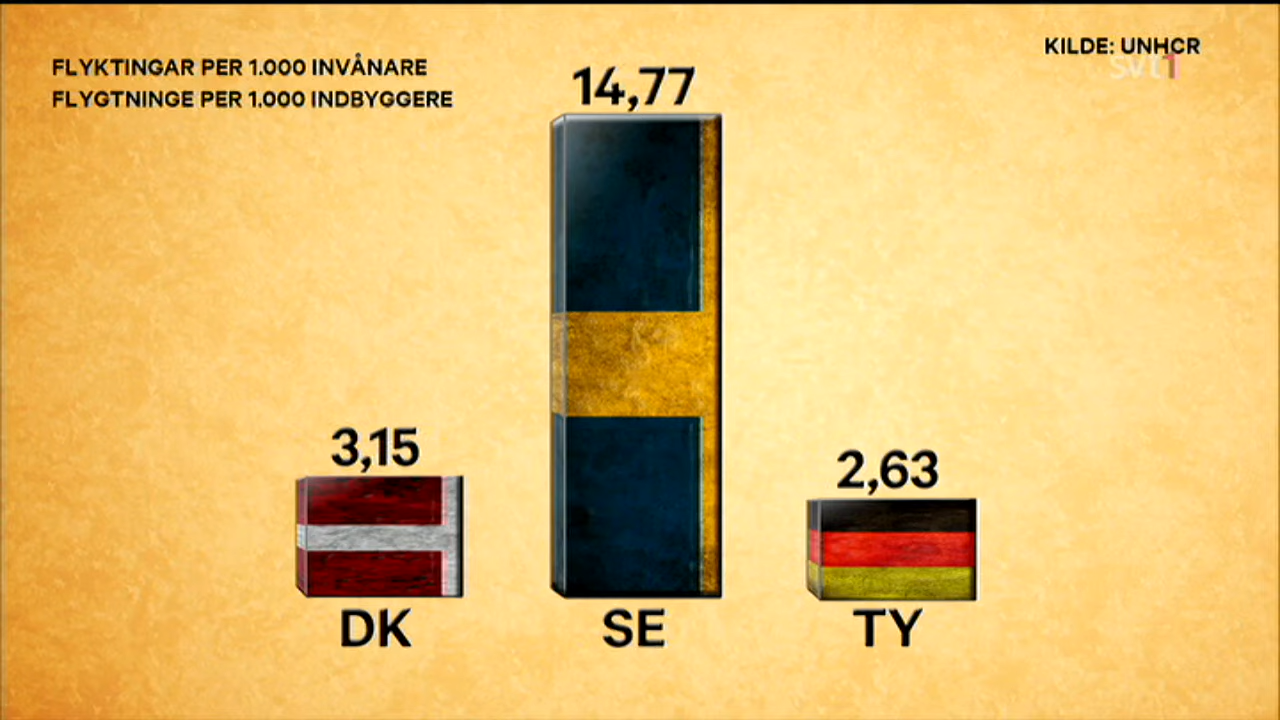 FLYKTINGAR PER 1.000 INVÅNARE
FLYGTNINGE PER 1.000 INDBYGGERE
KILDE: UNHCR
svt1
14,77
3,15
2,63
DK
SE
TY